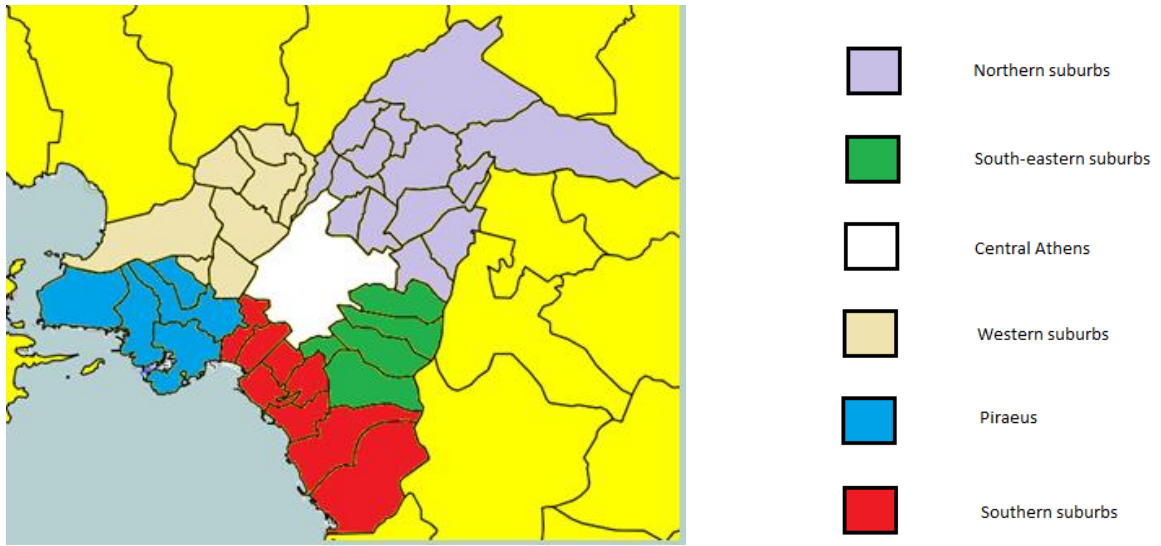 Northern suburbs
South-eastern suburbs
Central Athens
Western suburbs
Piraeus
Southern suburbs